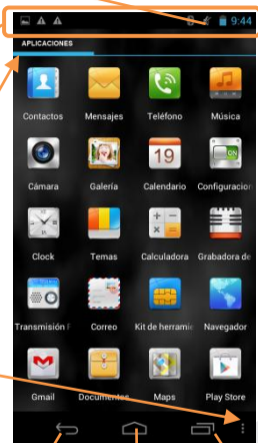 9:44
APLICACIONES
Contactos Mensajes Teléfono Música
19 ON
Cámara Galería Calendario Configuracion
Clock Temas Calculadora Grabadora de
Transmisión Correo Kit de herramie Navegador
Gmail Documentos Maps Play Store